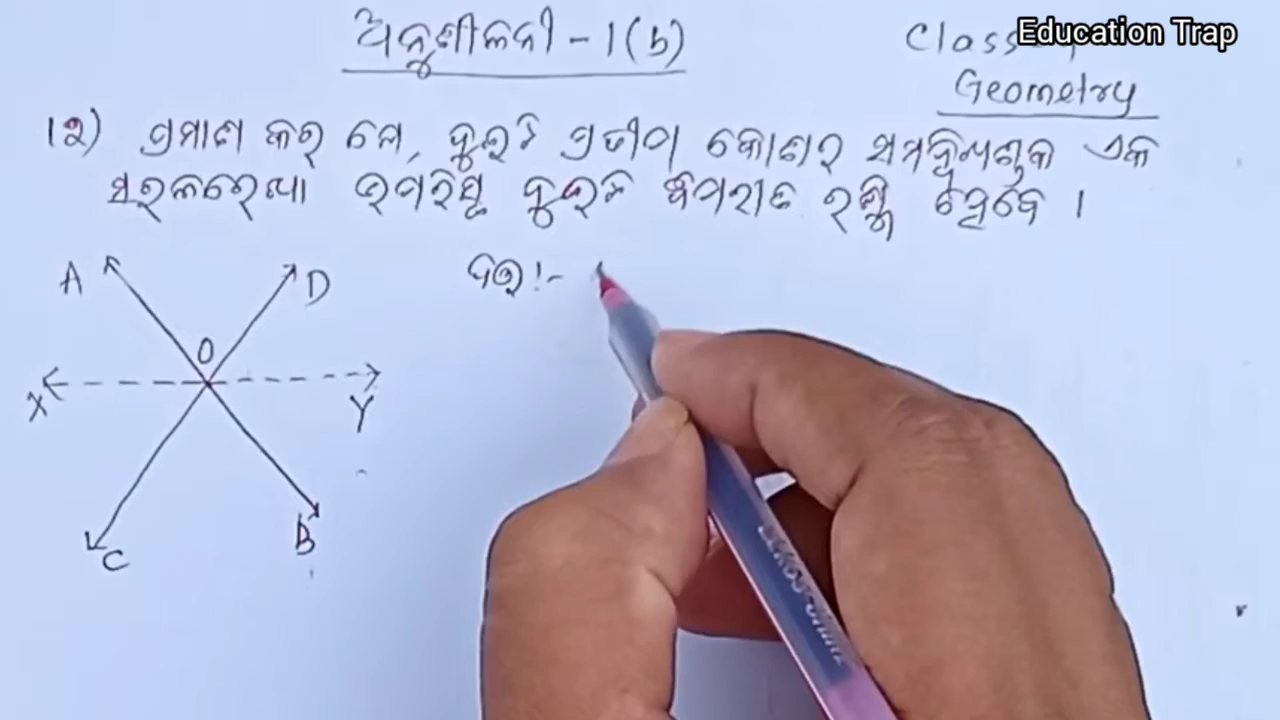 ଅନୁଶୀଳନୀ - 1(b)
Class-
Education Trap
Geometry
12) ପ୍ରମାଣ କର ଯେ, ଦୁଇଟି ପ୍ରତୀପ କୋଣର ସମଦ୍ବିଖଣ୍ଡକ ଏକ
ସରଳରେଖା ଉପରିସ୍ଥ ଦୁଇଟି ବିପରୀତ ରଶ୍ମି ହେବେ ।
A
D
ଦତ୍ତ :-
O
X
Y
B
C